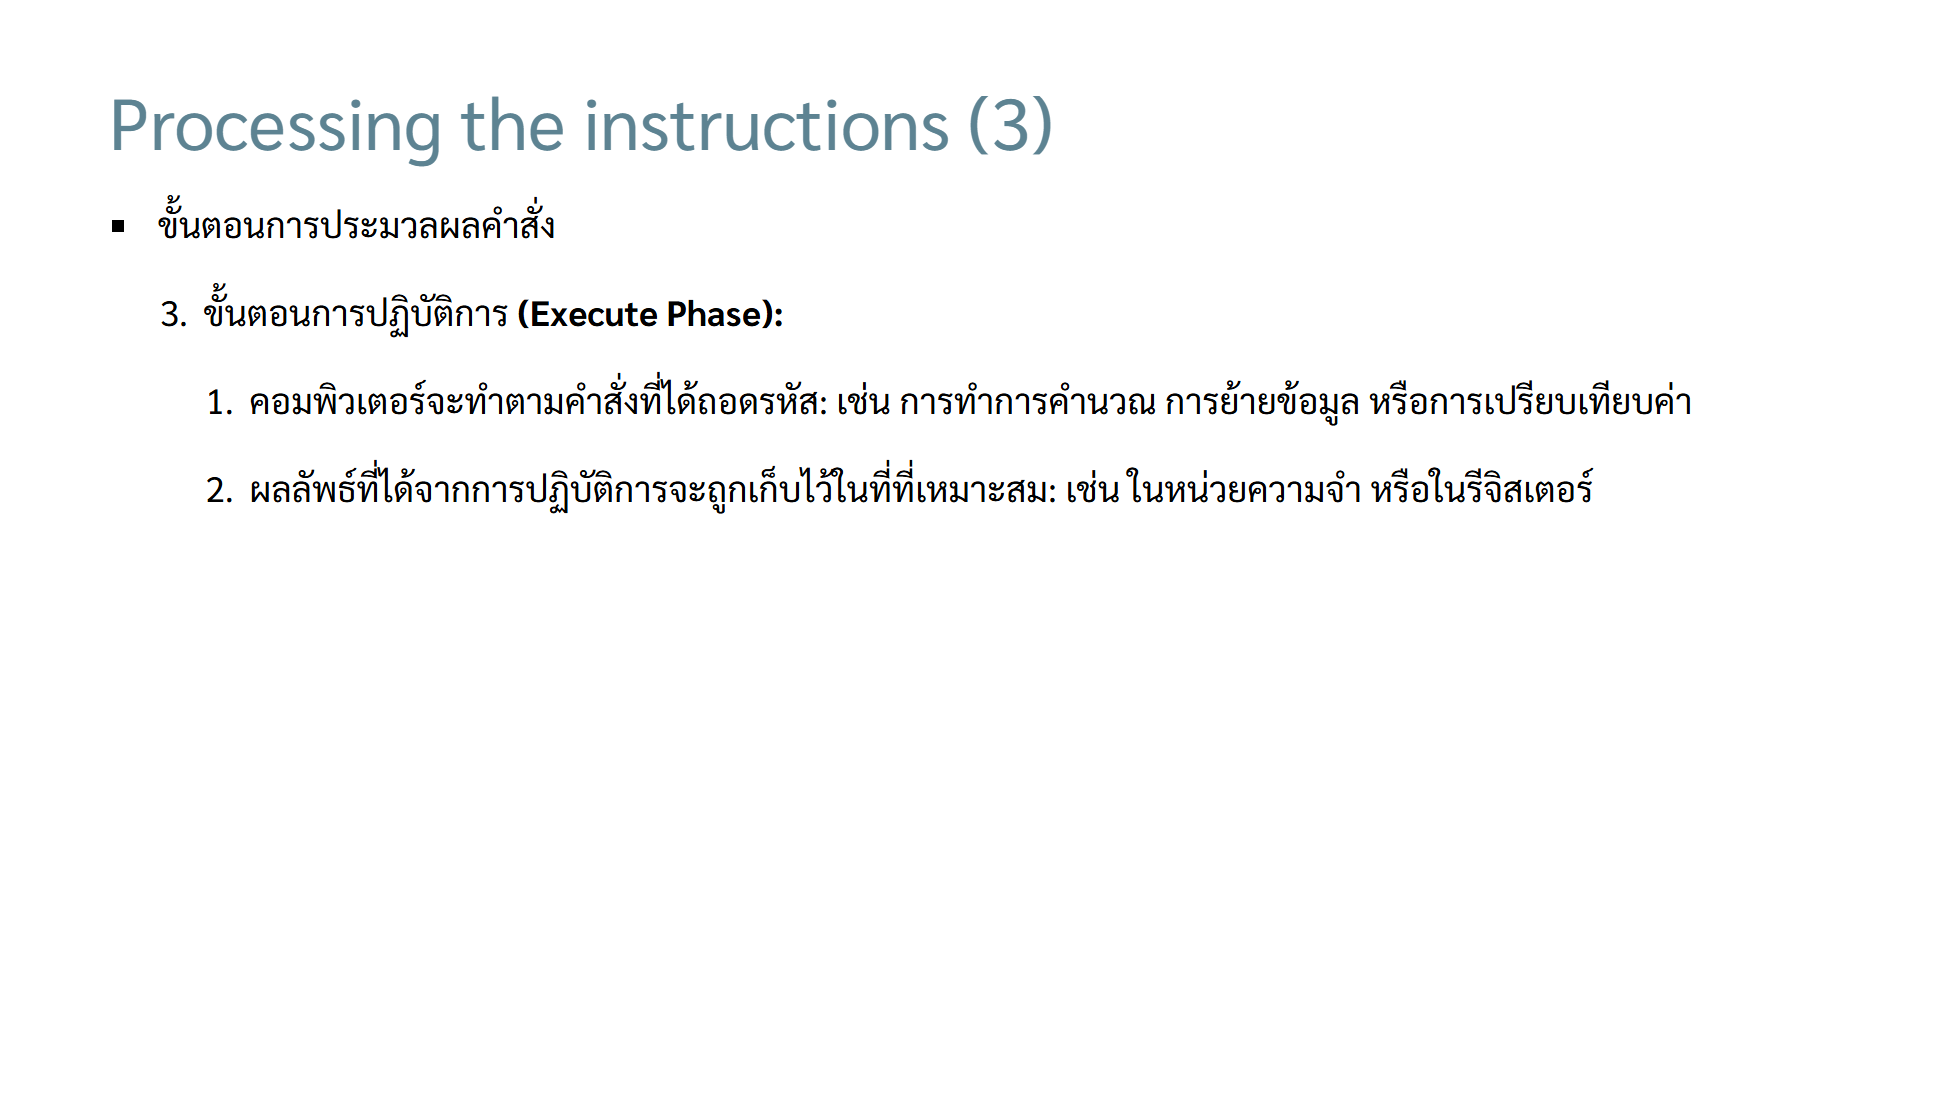 Processing the instructions (3)
▪ ขั้นตอนการประมวลผลคำสั่ง
3. ขั้นตอนการปฏิบัติการ (Execute Phase):
1. คอมพิวเตอร์จะทำตามคำสั่งที่ได้ถอดรหัส: เช่น การทำการคำนวณ การย้ายข้อมูล หรือการเปรียบเทียบค่า
2. ผลลัพธ์ที่ได้จากการปฏิบัติการจะถูกเก็บไว้ในที่ที่เหมาะสม: เช่น ในหน่วยความจำ หรือในรีจิสเตอร์